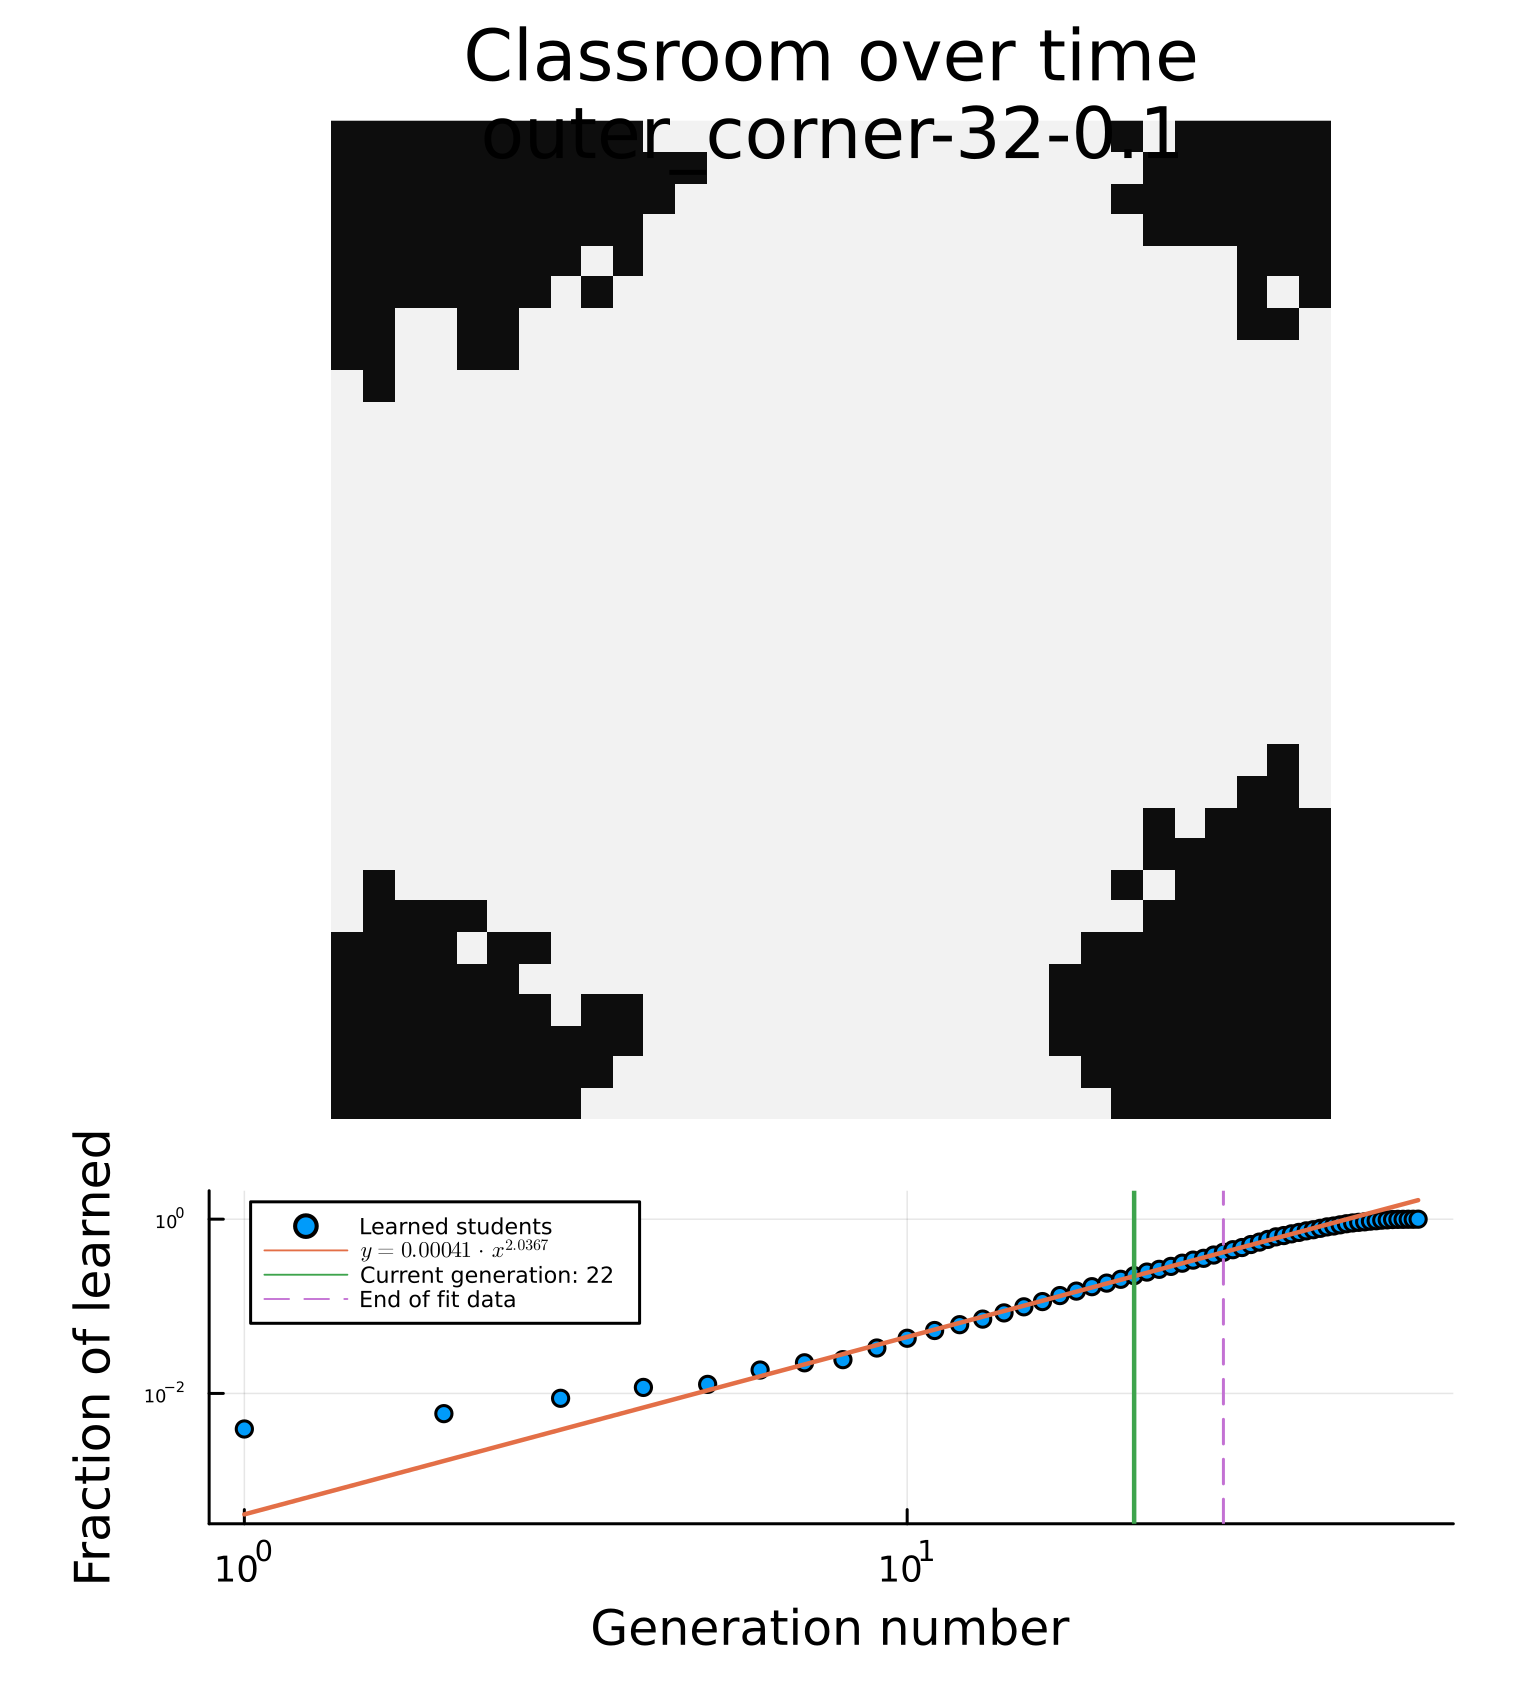 Classroom over time
outer_corner-32-0.1
Fraction of learned
10⁰
10⁻²
Learned students
y = 0.00041 · x^2.0367
Current generation: 22
End of fit data
10⁰
10¹
Generation number